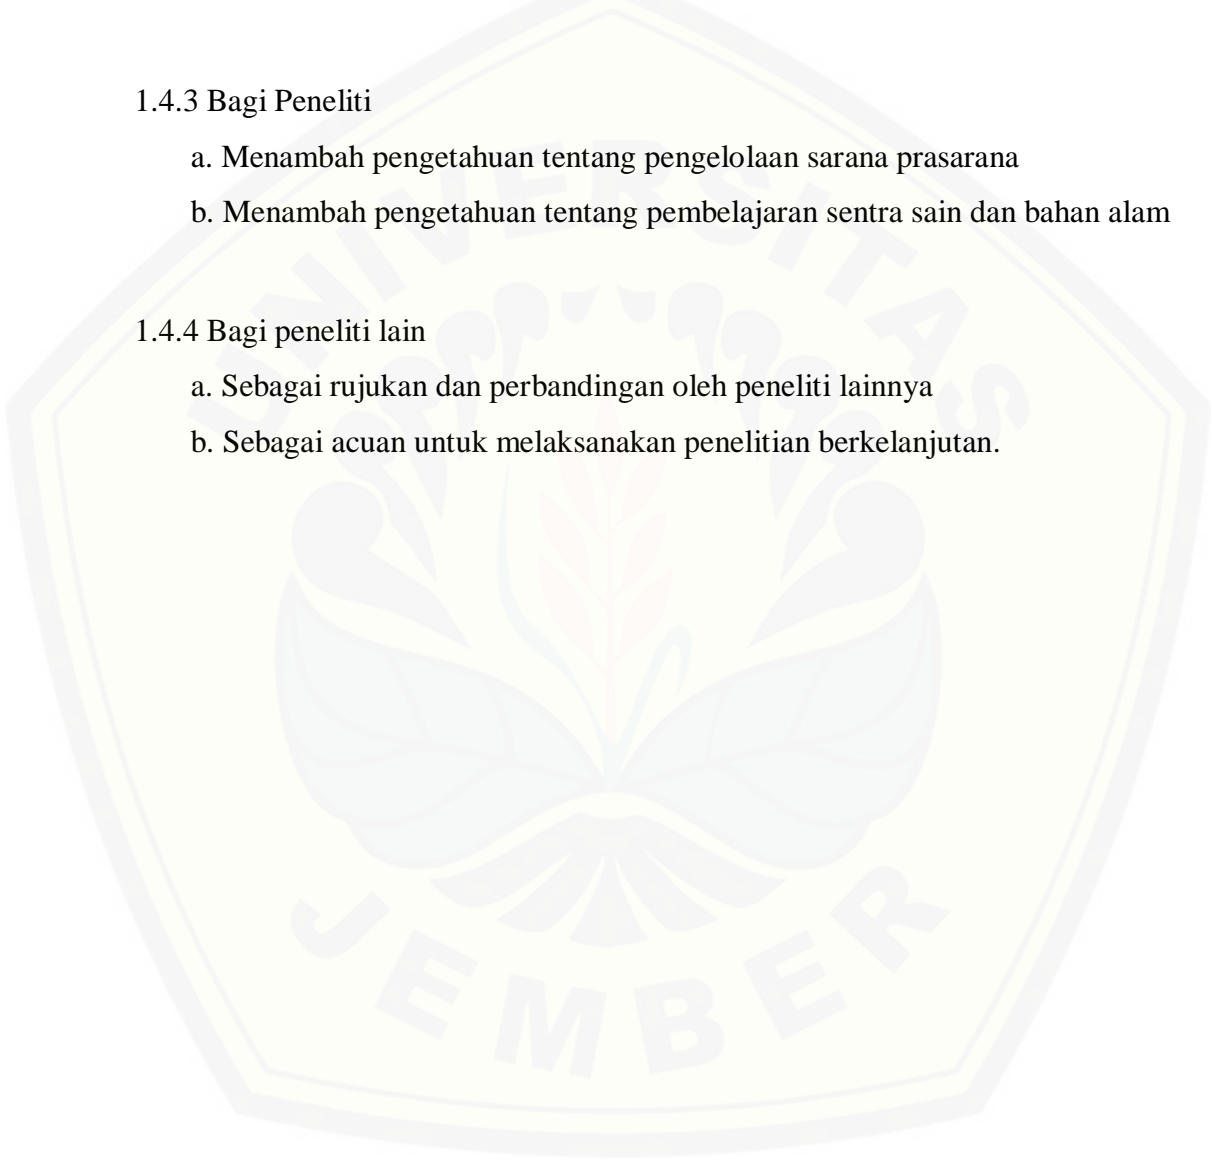 1.4.3 Bagi Peneliti
a. Menambah pengetahuan tentang pengelolaan sarana prasarana
b. Menambah pengetahuan tentang pembelajaran sentra sain dan bahan alam
1.4.4 Bagi peneliti lain
a. Sebagai rujukan dan perbandingan oleh peneliti lainnya
b. Sebagai acuan untuk melaksanakan penelitian berkelanjutan.
UNIVERSITAS
JEMBER